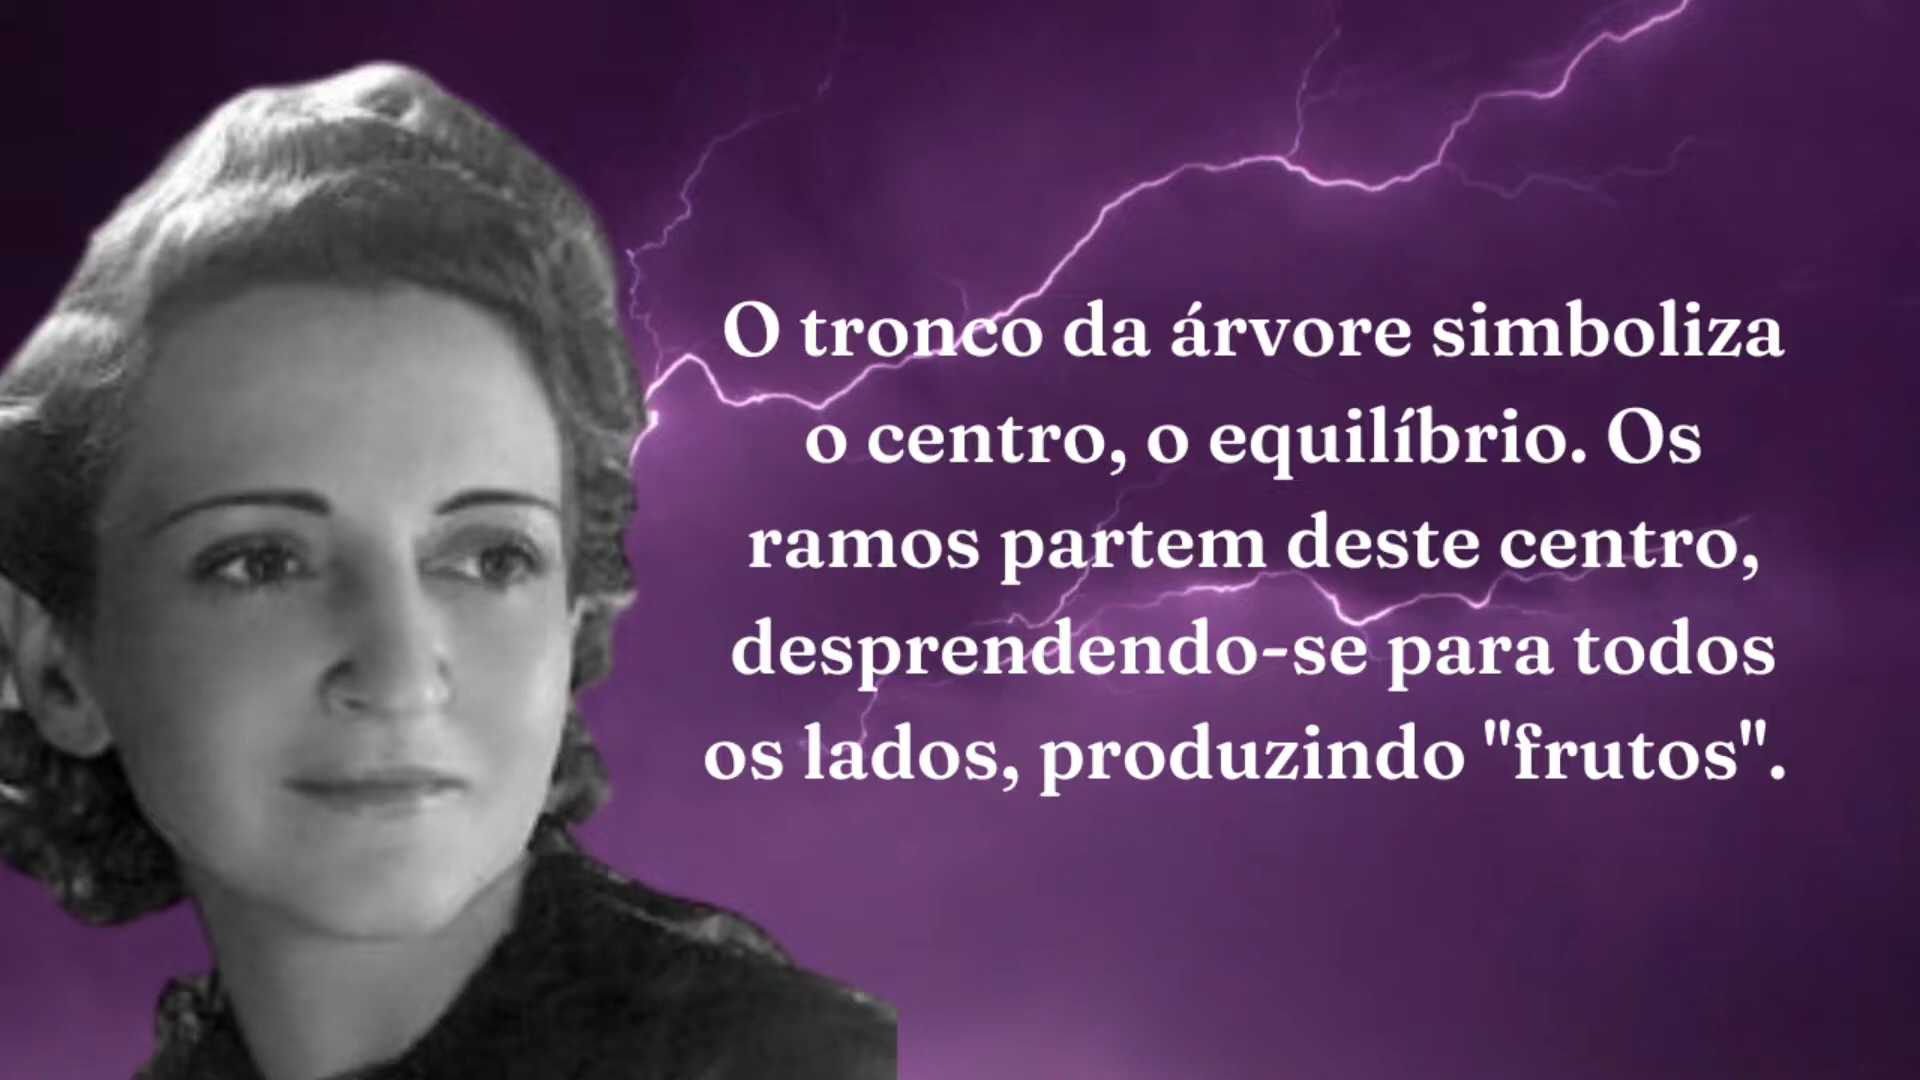 O tronco da árvore simboliza
o centro, o equilíbrio. Os
ramos partem deste centro,
desprendendo-se para todos
os lados, produzindo "frutos".